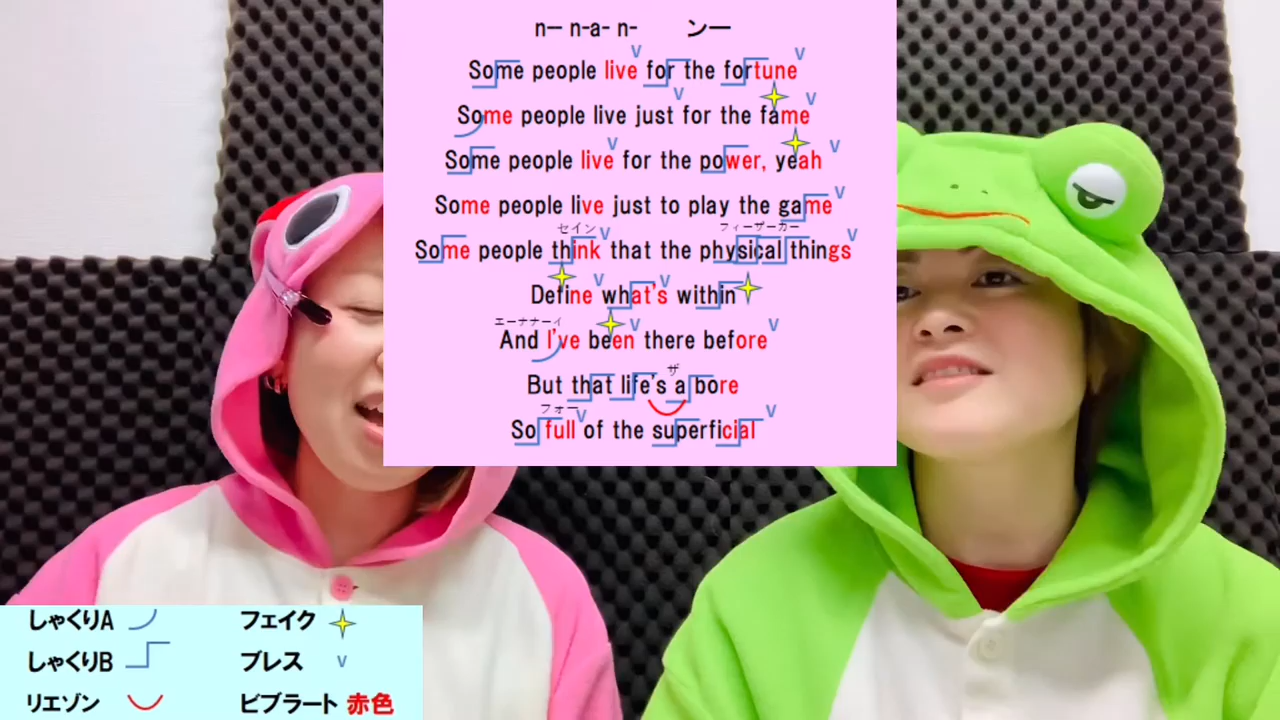 n— n-a- n-　ンー
Some people live for the fortune
Some people live just for the fame
Some people live for the power, yeah
Some people live just to play the game
セイン フィーザーカー
Some people think that the physical things
Define what's within
エーナナーイ
And I've been there before
ザ
But that life's a bore
フォー
So full of the superficial
しゃくりA フェイク
しゃくりB ブレス v
リエゾン ビブラート 赤色